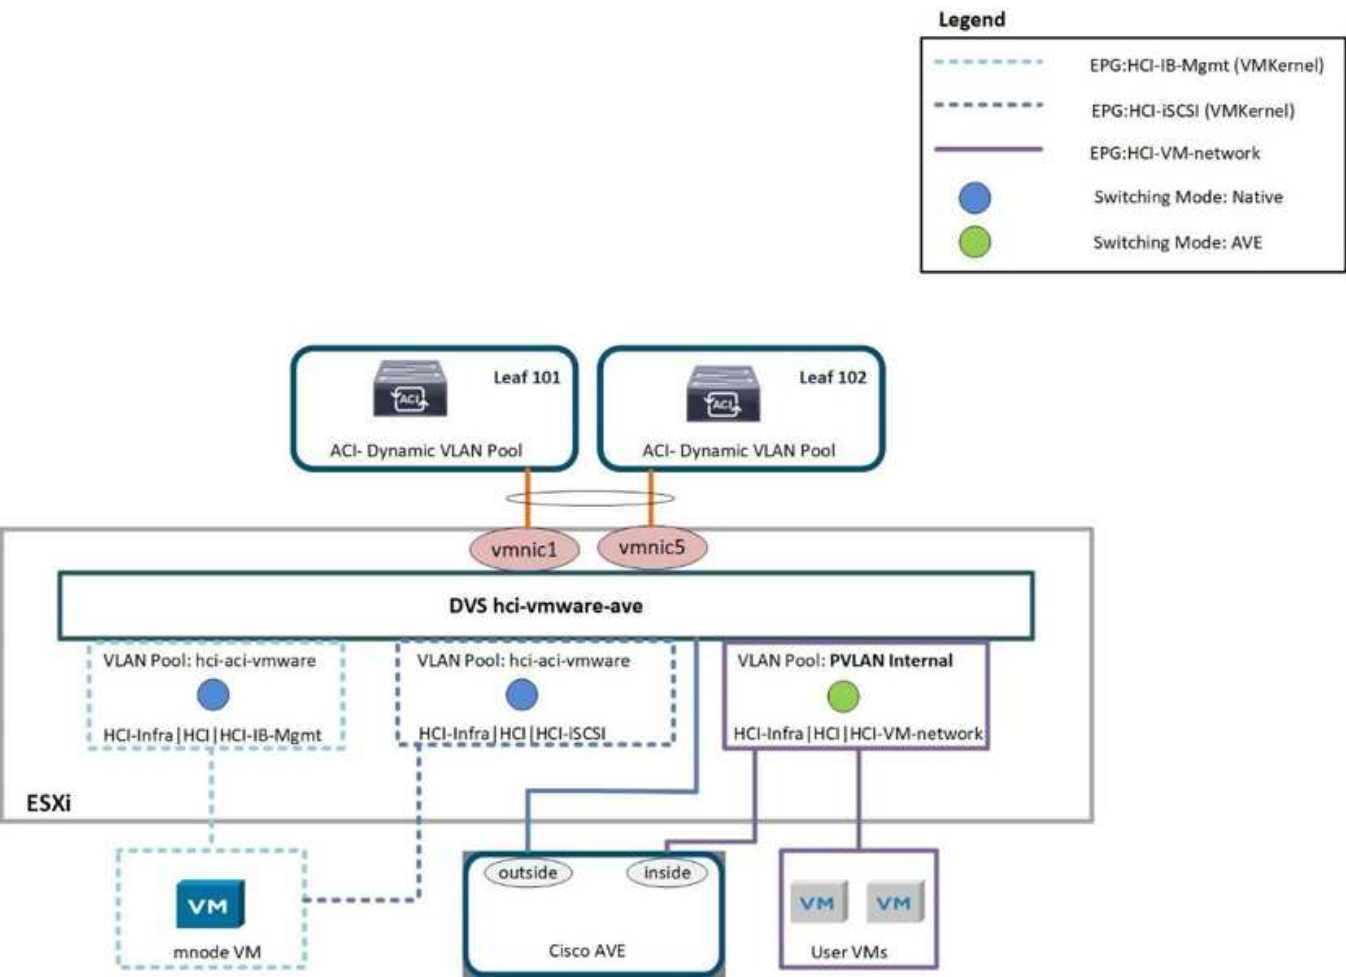 Legend
EPG:HCI-IB-Mgmt (VMKernel)
EPG:HCI-iSCSI (VMKernel)
EPG:HCI-VM-network
Switching Mode: Native
Switching Mode: AVE
Leaf 101
ACI
ACI- Dynamic VLAN Pool
Leaf 102
ACI
ACI- Dynamic VLAN Pool
vmnic1
vmnic5
DVS hci-vmware-ave
VLAN Pool: hci-aci-vmware
HCI-Infra|HCI|HCI-IB-Mgmt
VLAN Pool: hci-aci-vmware
HCI-Infra|HCI|HCI-iSCSI
VLAN Pool: PVLAN Internal
HCI-Infra|HCI|HCI-VM-network
ESXi
VM
mnode VM
outside
inside
Cisco AVE
VM
VM
User VMs